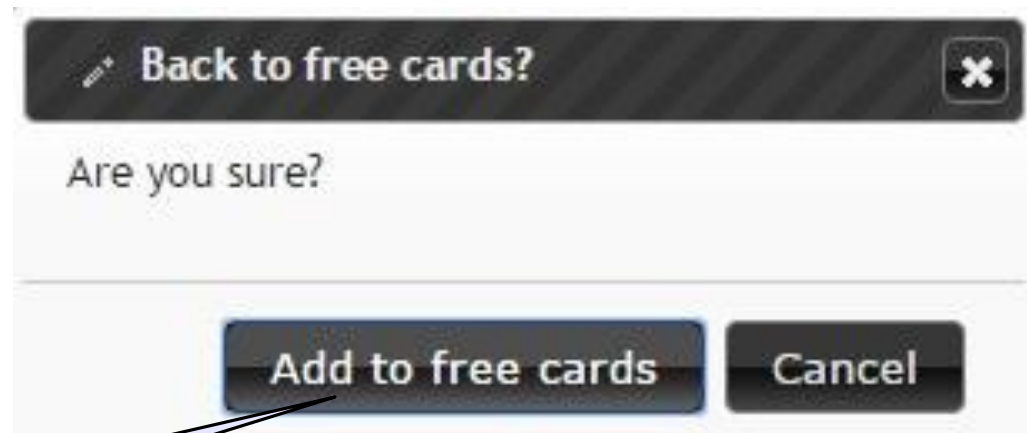 Back to free cards?
Are you sure?
Add to free cards Cancel